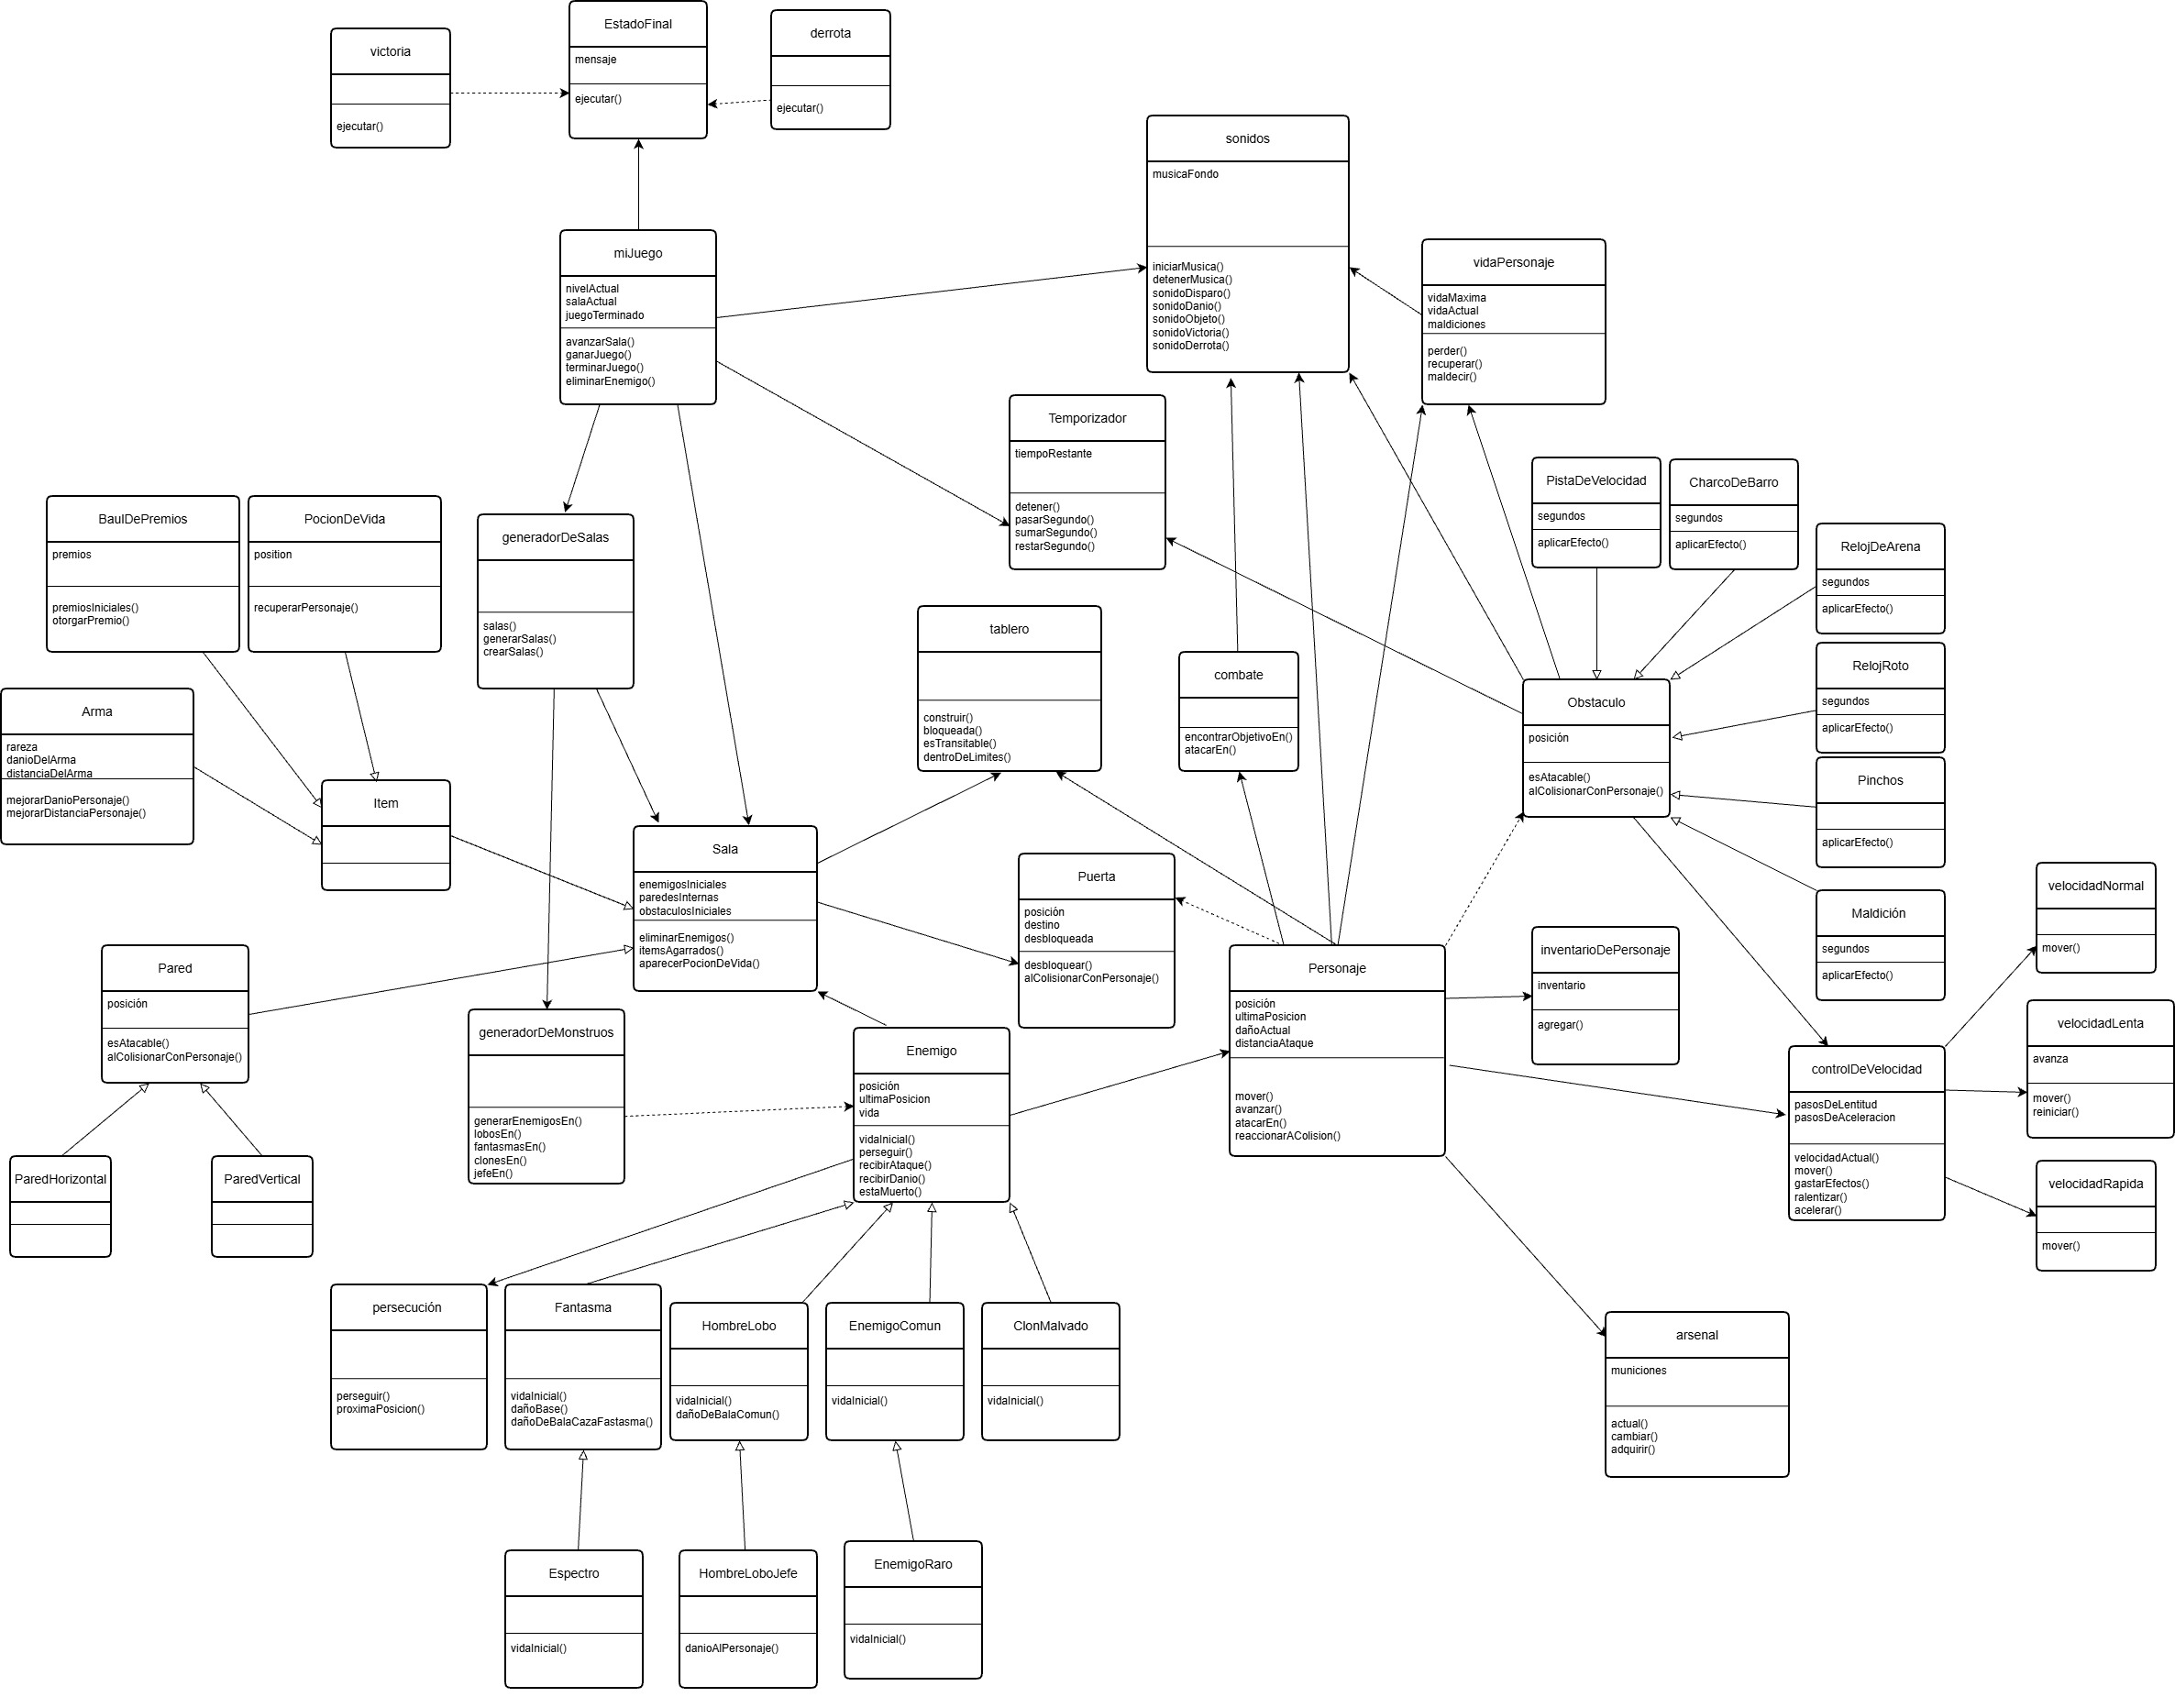 EstadoFinal
mensaje
ejecutar()
victoria
ejecutar()
derrota
ejecutar()
sonidos
musicaFondo
iniciarMusica()
detenerMusica()
sonidoDisparo()
sonidoDanio()
sonidoObjeto()
sonidoVictoria()
sonidoDerrota()
miJuego
nivelActual
salaActual
juegoTerminado
avanzarSala()
ganarJuego()
terminarJuego()
eliminarEnemigo()
vidaPersonaje
vidaMaxima
vidaActual
maldiciones
perder()
recuperar()
maldecir()
Temporizador
tiempoRestante
detener()
pasarSegundo()
sumarSegundo()
restarSegundo()
PistaDeVelocidad
segundos
aplicarEfecto()
CharcoDeBarro
segundos
aplicarEfecto()
RelojDeArena
segundos
aplicarEfecto()
BaulDePremios
premios
premiosIniciales()
otorgarPremio()
PocionDeVida
position
recuperarPersonaje()
generadorDeSalas
salas()
generarSalas()
crearSalas()
tablero
construir()
bloqueada()
esTransitable()
dentroDeLimites()
combate
encontrarObjetivoEn()
atacarEn()
Obstaculo
posición
esAtacable()
alColisionarConPersonaje()
RelojRoto
segundos
aplicarEfecto()
Arma
rareza
danioDelArma
distanciaDelArma
mejorarDanioPersonaje()
mejorarDistanciaPersonaje()
Item
Sala
enemigosIniciales
paredesInternas
obstaculosIniciales
eliminarEnemigos()
itemsAgarrados()
aparecerPocionDeVida()
Puerta
posición
destino
desbloqueada
desbloquear()
alColisionarConPersonaje()
Pinchos
aplicarEfecto()
Maldición
segundos
aplicarEfecto()
velocidadNormal
mover()
Pared
posición
esAtacable()
alColisionarConPersonaje()
generadorDeMonstruos
generarEnemigosEn()
lobosEn()
fantasmasEn()
clonesEn()
jefeEn()
Enemigo
posición
ultimaPosicion
vida
vidaInicial()
perseguir()
recibirAtaque()
recibirDanio()
estaMuerto()
Personaje
posición
ultimaPosicion
dañoActual
distanciaAtaque
mover()
avanzar()
atacarEn()
reaccionarAColision()
inventarioDePersonaje
inventario
agregar()
controlDeVelocidad
pasosDeLentitud
pasosDeAceleracion
velocidadActual()
mover()
gastarEfectos()
ralentizar()
acelerar()
velocidadLenta
avanza
mover()
reiniciar()
velocidadRapida
mover()
ParedHorizontal
ParedVertical
persecución
perseguir()
proximaPosicion()
Fantasma
vidaInicial()
dañoBase()
dañoDeBalaCazaFastasma()
HombreLobo
vidaInicial()
dañoDeBalaComun()
EnemigoComun
vidaInicial()
ClonMalvado
vidaInicial()
arsenal
municiones
actual()
cambiar()
adquirir()
Espectro
vidaInicial()
HombreLoboJefe
danioAlPersonaje()
EnemigoRaro
vidaInicial()